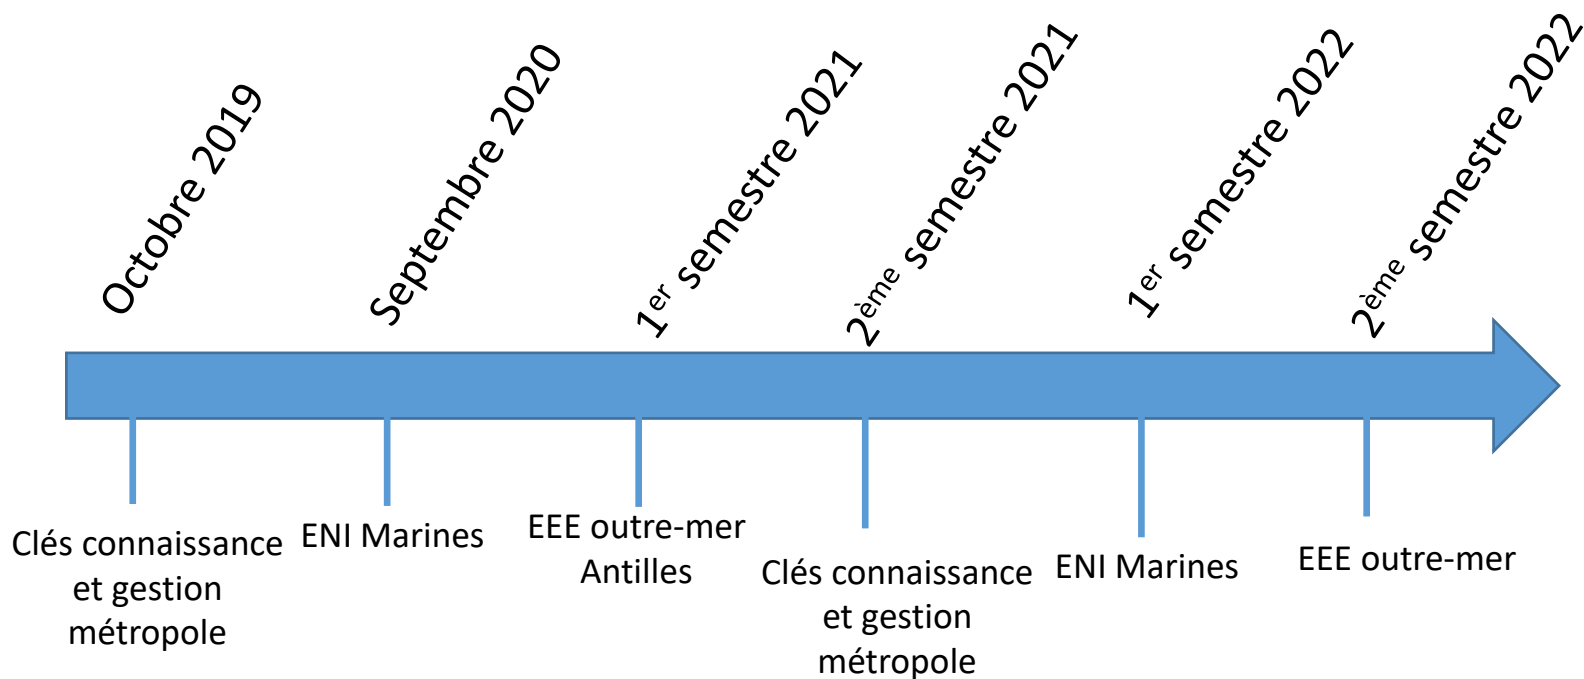 Octobre 2019
Septembre 2020
1er semestre 2021
2ème semestre 2021
1er semestre 2022
2ème semestre 2022
Clés connaissance
et gestion
métropole
ENI Marines
EEE outre-mer
Antilles
Clés connaissance
et gestion
métropole
ENI Marines
EEE outre-mer